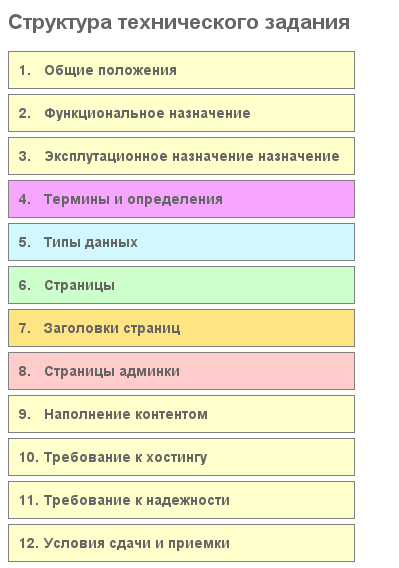 Структура технического задания
1. Общие положения
2. Функциональное назначение
3. Эксплутационное назначение назначение
4. Термины и определения
5. Типы данных
6. Страницы
7. Заголовки страниц
8. Страницы админки
9. Наполнение контентом
10. Требование к хостингу
11. Требование к надежности
12. Условия сдачи и приемки